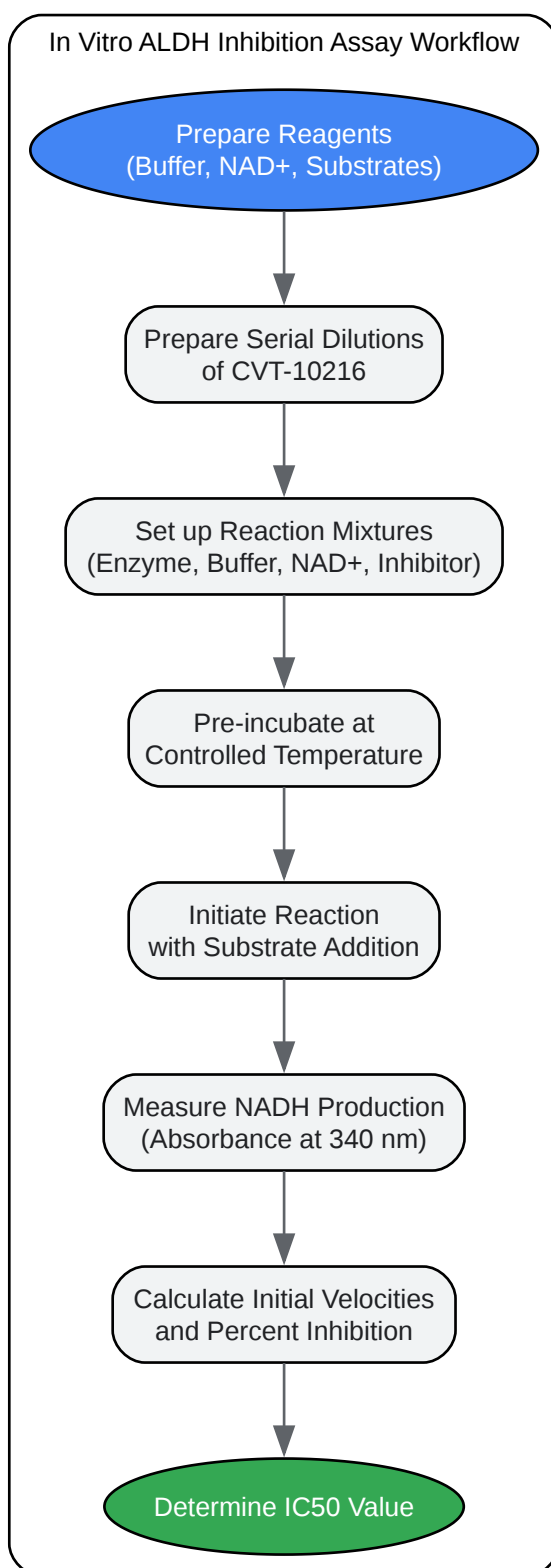 In Vitro ALDH Inhibition Assay Workflow
Prepare Reagents
(Buffer, NAD+, Substrates)
Prepare Serial Dilutions
of CVT-10216
Set up Reaction Mixtures
(Enzyme, Buffer, NAD+, Inhibitor)
Pre-incubate at
Controlled Temperature
Initiate Reaction
with Substrate Addition
Measure NADH Production
(Absorbance at 340 nm)
Calculate Initial Velocities
and Percent Inhibition
Determine IC50 Value